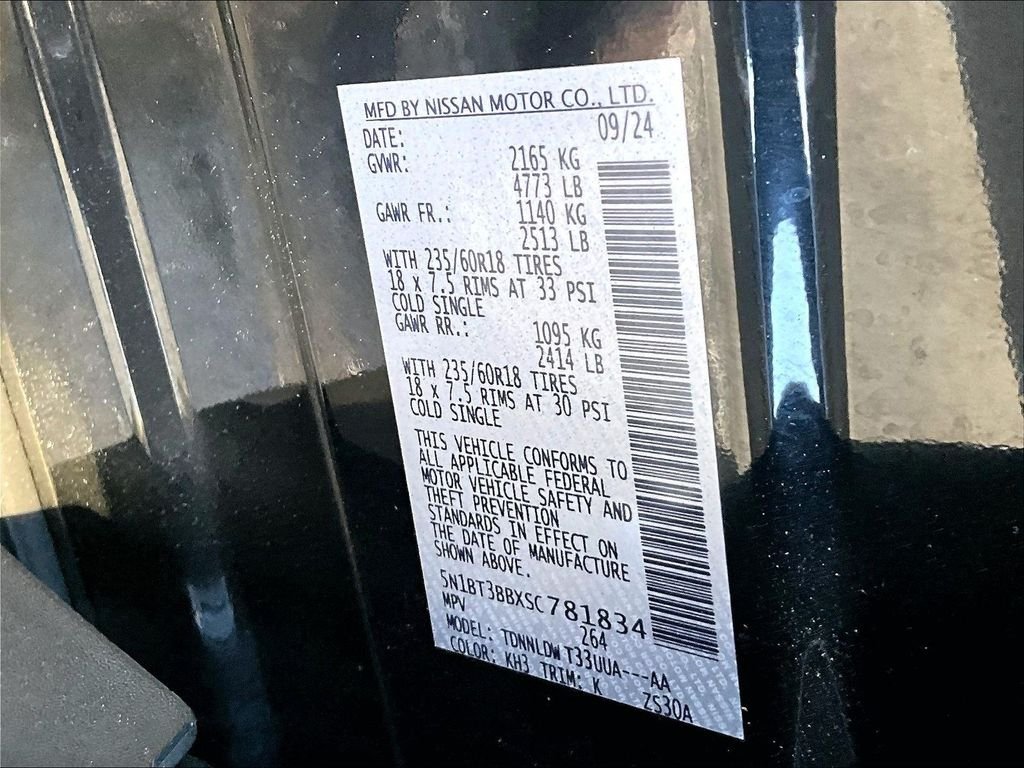 MFD BY NISSAN MOTOR CO., LTD.
DATE: 09/24
GVWR: 2165 KG
4773 LB
GAWR FR.: 1140 KG
2513 LB
WITH 235/60R18 TIRES
18 x 7.5 RIMS AT 33 PSI
COLD SINGLE
GAWR RR.: 1095 KG
2414 LB
WITH 235/60R18 TIRES
18 x 7.5 RIMS AT 30 PSI
COLD SINGLE
THIS VEHICLE CONFORMS TO
ALL APPLICABLE FEDERAL
MOTOR VEHICLE SAFETY AND
THEFT PREVENTION
STANDARDS IN EFFECT ON
THE DATE OF MANUFACTURE
SHOWN ABOVE.
5N1BT3BBXSC781834
MPV 264
MODEL: TDNNLDWT33UUA---AA
COLOR: KH3 TRIM: K ZS30A